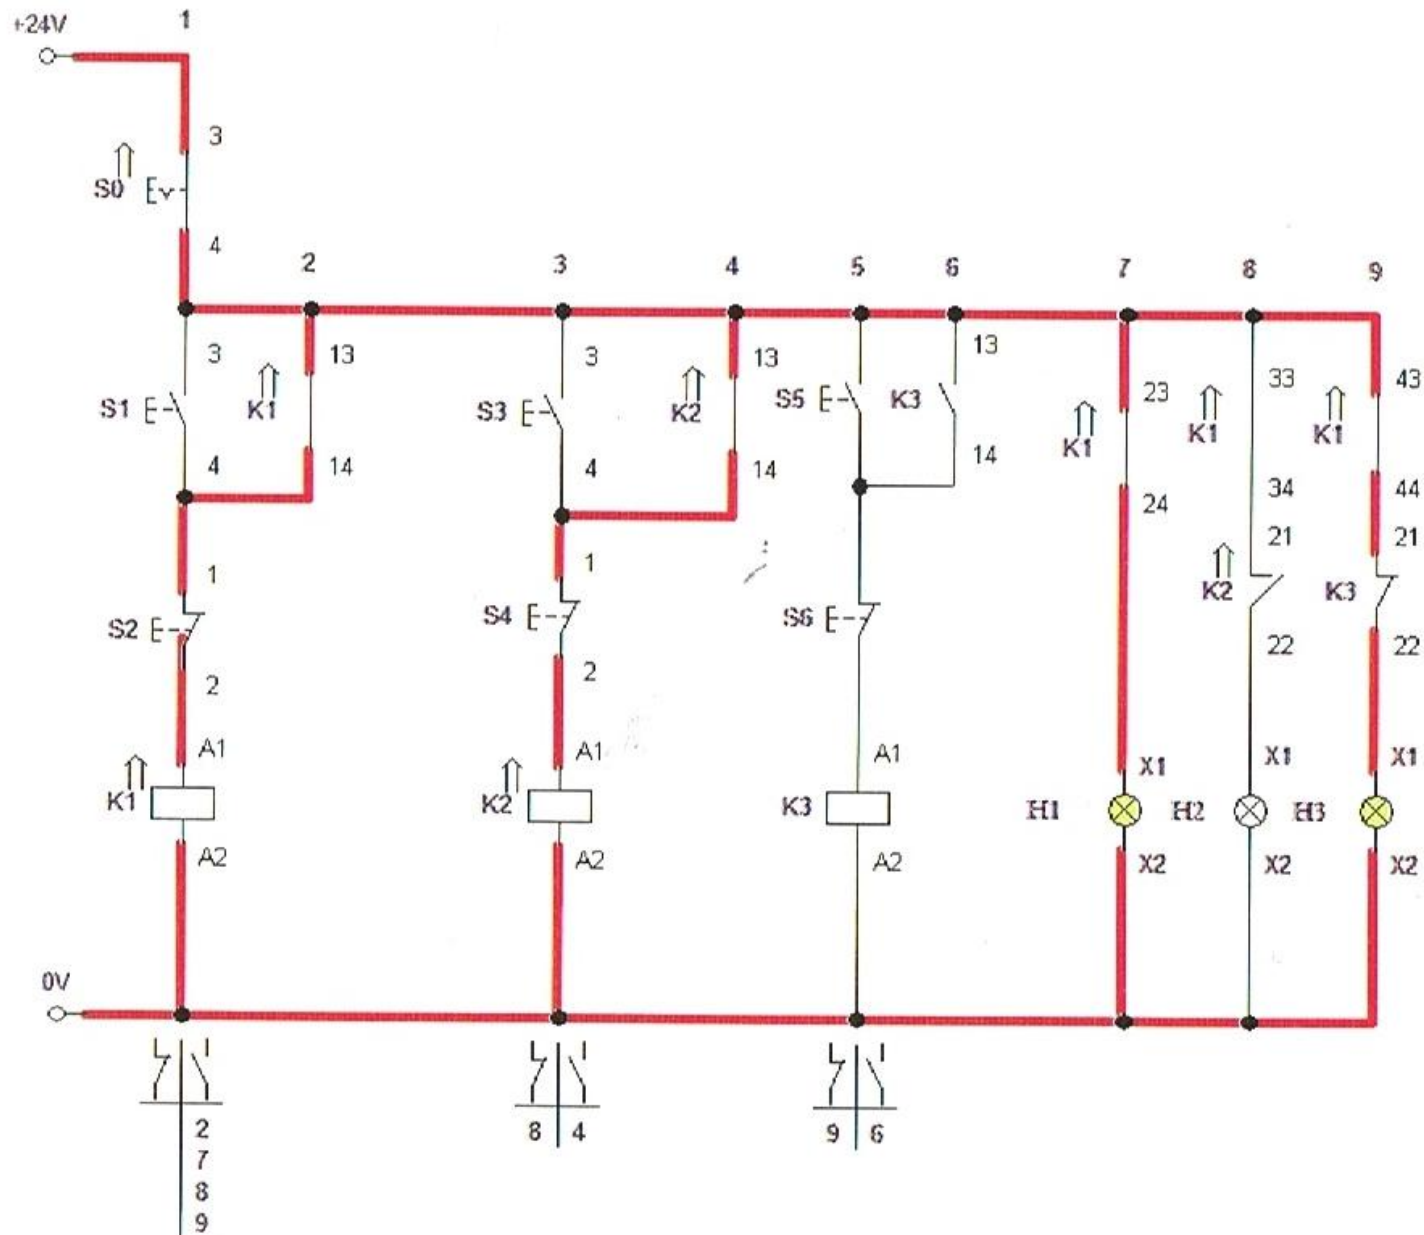 +24V 1
3
S0
4
2 3 4 5 6 7 8 9
3 13 3 13 13 23 33 43
S1 K1 S3 K2 S5 K3 K1 K1 K1
4 14 4 14 14 24 34 44
1 1 21 21
S2 S4 S6 K2 K3
2 2 22 22
A1 A1 A1 X1 X1 X1
K1 K2 K3 H1 H2 H3
A2 A2 A2 X2 X2 X2
0V
2 8 4 9 6
7
8
9